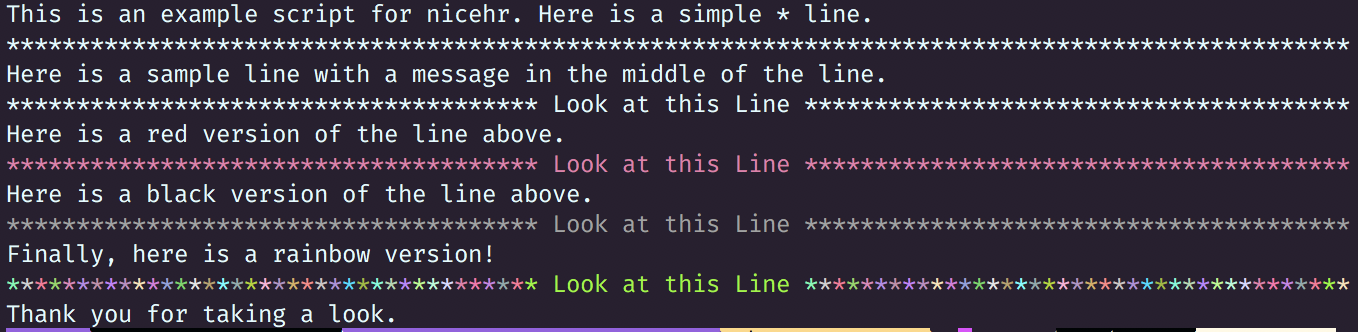 This is an example script for nicehr. Here is a simple * line.
************************************************************************************************
Here is a sample line with a message in the middle of the line.
************************************** Look at this Line ***************************************
Here is a red version of the line above.
************************************** Look at this Line ***************************************
Here is a black version of the line above.
************************************** Look at this Line ***************************************
Finally, here is a rainbow version!
************************************** Look at this Line ***************************************
Thank you for taking a look.